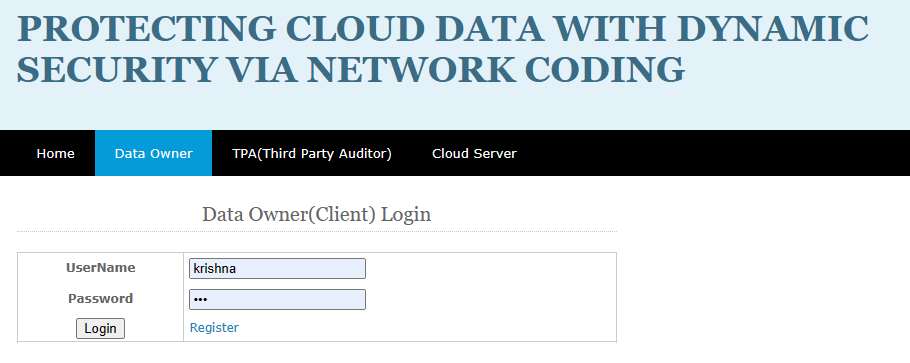 PROTECTING CLOUD DATA WITH DYNAMIC
SECURITY VIA NETWORK CODING
Home Data Owner TPA(Third Party Auditor) Cloud Server
Data Owner(Client) Login
UserName krishna
Password •••
Login Register